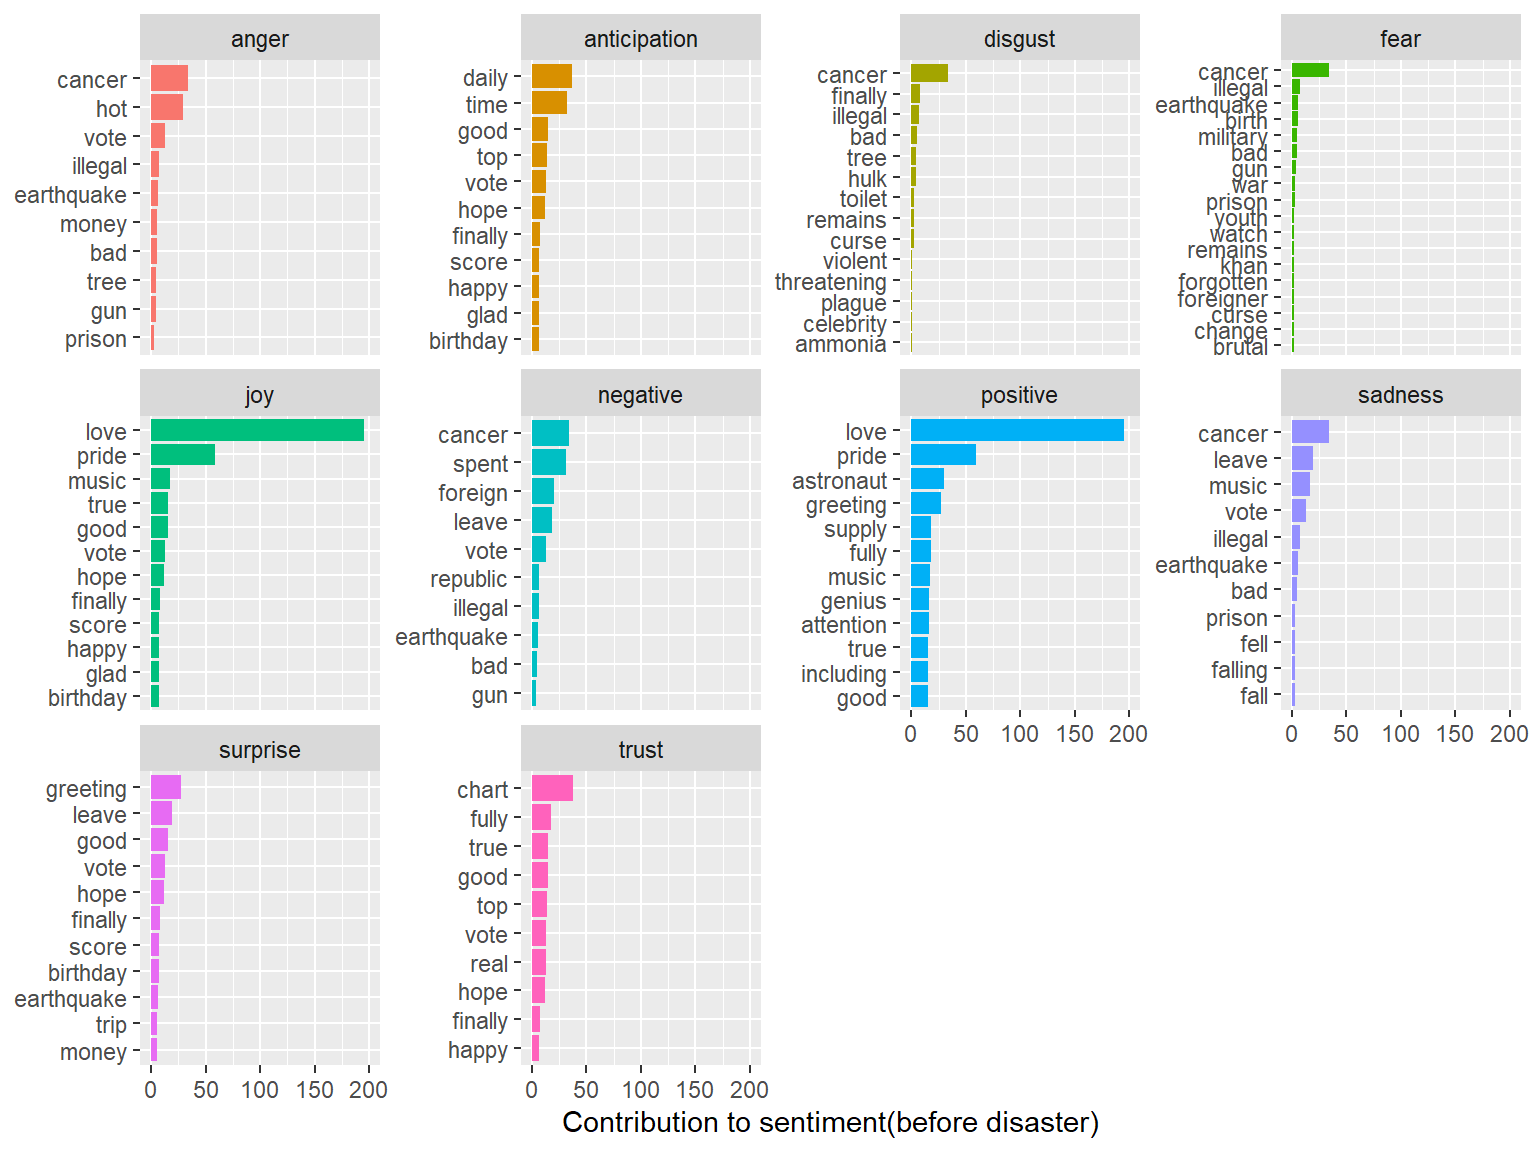 anger
cancer
hot
vote
illegal
earthquake
money
bad
tree
gun
prison
anticipation
daily
time
good
top
vote
hope
finally
score
happy
glad
birthday
disgust
cancer
finally
illegal
bad
tree
hulk
toilet
remains
curse
violent
threatening
plague
celebrity
ammonia
fear
cancer
illegal
earthquake
birth
military
bad
gun
war
prison
youth
watch
remains
khan
forgotten
foreigner
curse
change
brutal
joy
love
pride
music
true
good
vote
hope
finally
score
happy
glad
birthday
negative
cancer
spent
foreign
leave
vote
republic
illegal
earthquake
bad
gun
positive
love
pride
astronaut
greeting
supply
fully
music
genius
attention
true
including
good
0 50 100 150 200
sadness
cancer
leave
music
vote
illegal
earthquake
bad
prison
fell
falling
fall
0 50 100 150 200
surprise
greeting
leave
good
vote
hope
finally
score
birthday
earthquake
trip
money
0 50 100 150 200
trust
chart
fully
true
good
top
vote
real
hope
finally
happy
0 50 100 150 200
Contribution to sentiment(before disaster)